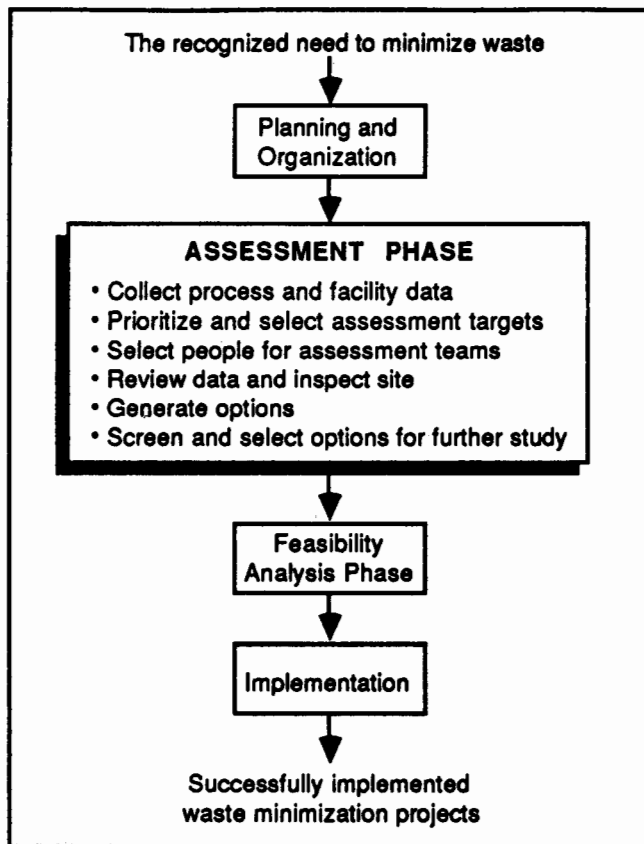 The recognized need to minimize waste
Planning and
Organization
ASSESSMENT PHASE
• Collect process and facility data
• Prioritize and select assessment targets
• Select people for assessment teams
• Review data and inspect site
• Generate options
• Screen and select options for further study
Feasibility
Analysis Phase
Implementation
Successfully implemented
waste minimization projects